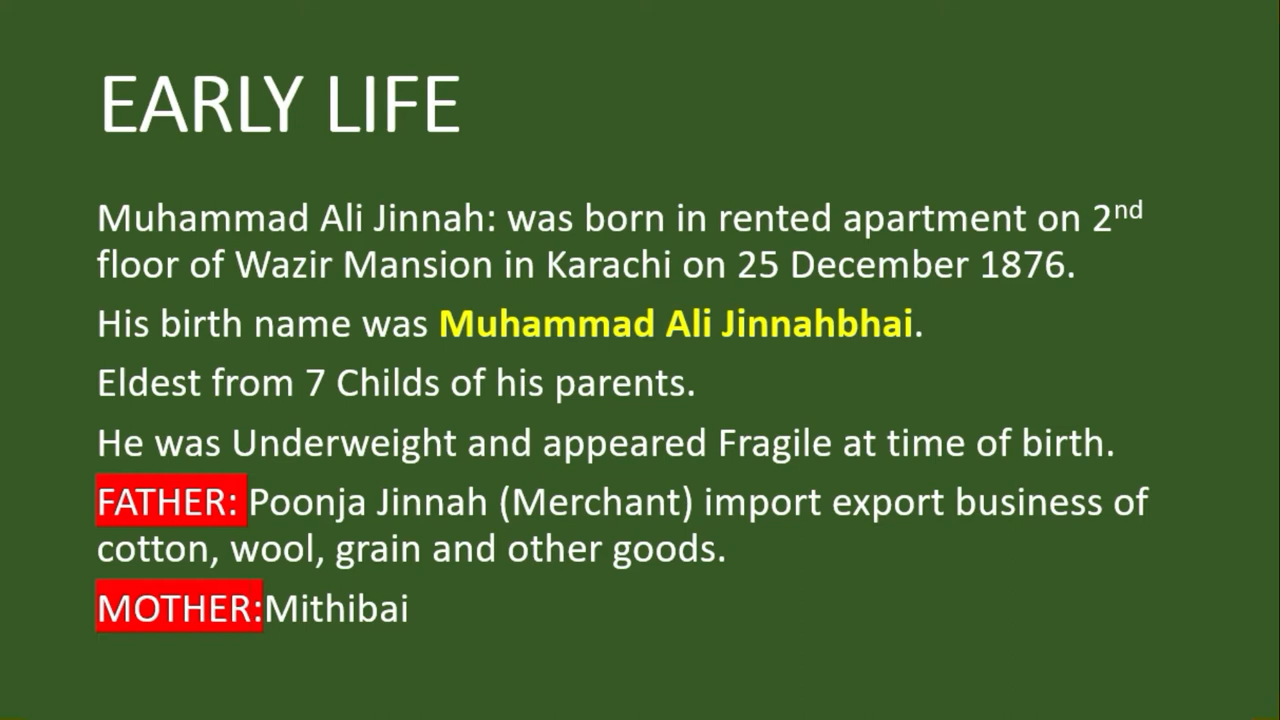 EARLY LIFE
Muhammad Ali Jinnah: was born in rented apartment on 2nd
floor of Wazir Mansion in Karachi on 25 December 1876.
His birth name was Muhammad Ali Jinnahbhai.
Eldest from 7 Childs of his parents.
He was Underweight and appeared Fragile at time of birth.
FATHER: Poonja Jinnah (Merchant) import export business of
cotton, wool, grain and other goods.
MOTHER:Mithibai